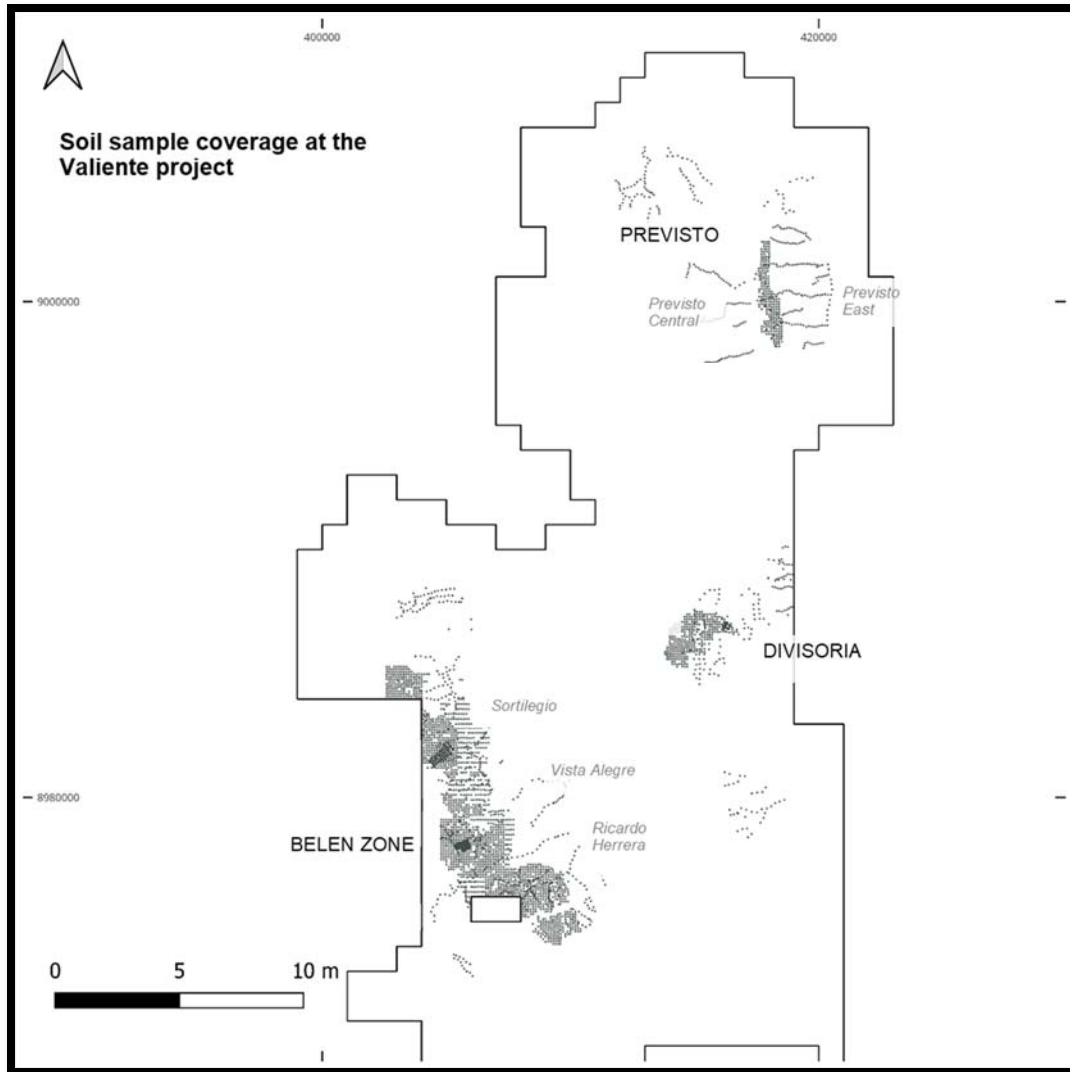 400000
420000
Soil sample coverage at the
Valiente project
PREVISTO
9000000
Previsto
Central
Previsto
East
DIVISORIA
Sortilegio
Vista Alegre
8980000
Ricardo
Herrera
BELEN ZONE
0 5 10 m